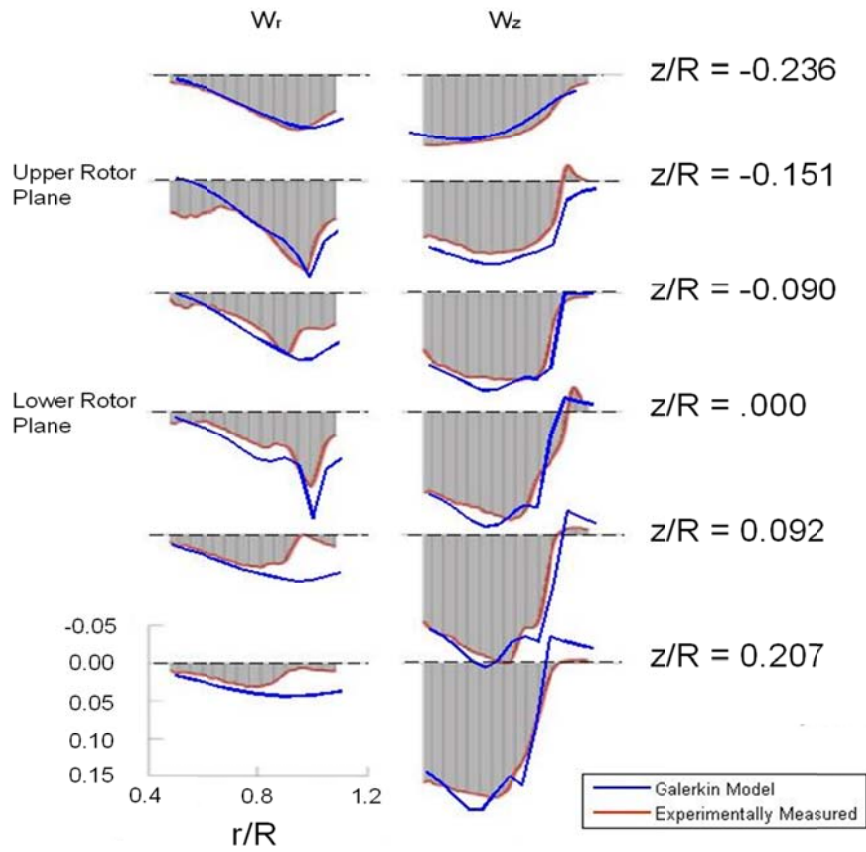 Wr Wz
z/R = -0.236
Upper Rotor
Plane
z/R = -0.151
z/R = -0.090
Lower Rotor
Plane
z/R = .000
z/R = 0.092
-0.05
0.00
z/R = 0.207
0.05
0.10
0.15
0.4 0.8 1.2
r/R
Galerkin Model
Experimentally Measured